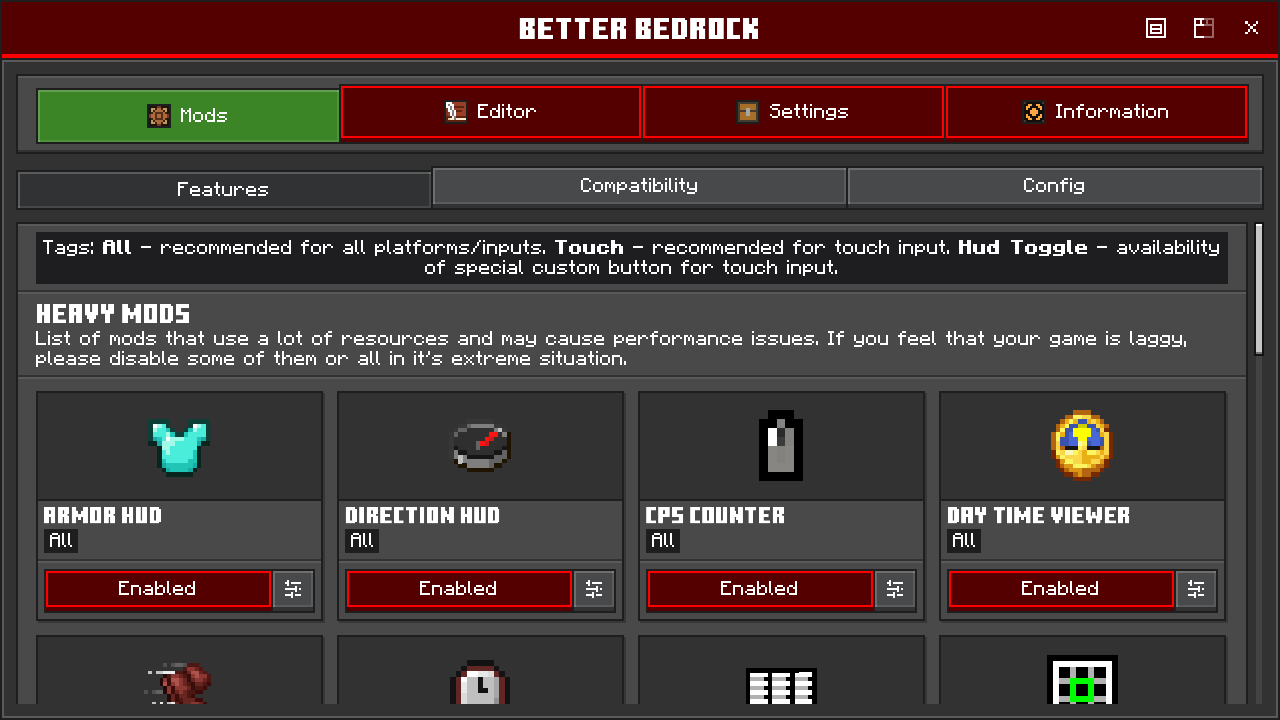 BETTER BEDROCK
Mods
Editor
Settings
Information
Features
Compatibility
Config
Tags: All - recommended for all platforms/inputs. Touch - recommended for touch input. Hud Toggle - availability
of special custom button for touch input.
HEAVY MODS
List of mods that use a lot of resources and may cause performance issues. If you feel that your game is laggy,
please disable some of them or all in it's extreme situation.
ARMOR HUD
All
Enabled
DIRECTION HUD
All
Enabled
CPS COUNTER
All
Enabled
DAY TIME VIEWER
All
Enabled